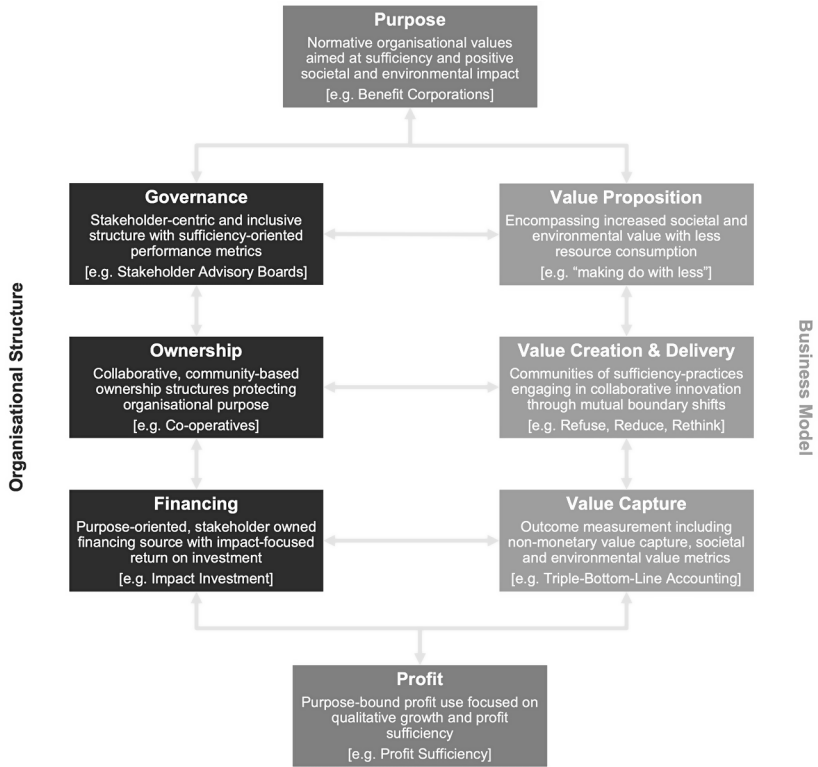 Purpose
Normative organisational values
aimed at sufficiency and positive
societal and environmental impact
[e.g. Benefit Corporations]
Organisational Structure
Governance
Stakeholder-centric and inclusive
structure with sufficiency-oriented
performance metrics
[e.g. Stakeholder Advisory Boards]
Value Proposition
Encompassing increased societal and
environmental value with less
resource consumption
[e.g. “making do with less”]
Ownership
Collaborative, community-based
ownership structures protecting
organisational purpose
[e.g. Co-operatives]
Value Creation & Delivery
Communities of sufficiency-practices
engaging in collaborative innovation
through mutual boundary shifts
[e.g. Refuse, Reduce, Rethink]
Financing
Purpose-oriented, stakeholder owned
financing source with impact-focused
return on investment
[e.g. Impact Investment]
Value Capture
Outcome measurement including
non-monetary value capture, societal
and environmental value metrics
[e.g. Triple-Bottom-Line Accounting]
Business Model
Profit
Purpose-bound profit use focused on
qualitative growth and profit
sufficiency
[e.g. Profit Sufficiency]